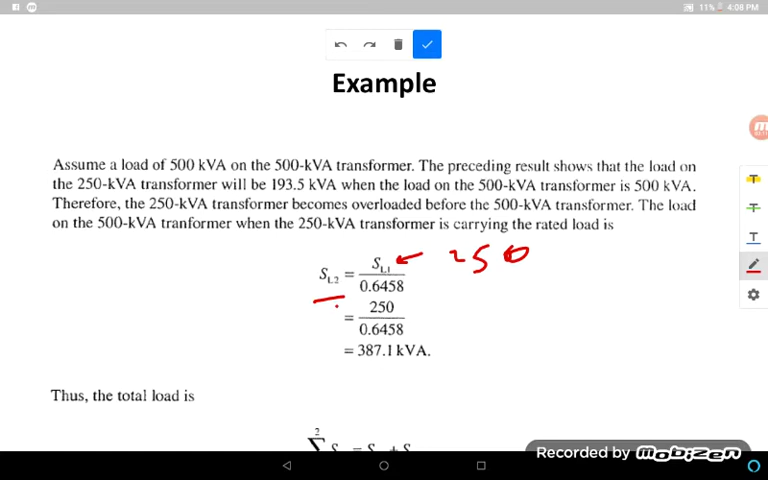 11% 4:08 PM
Example
Assume a load of 500 kVA on the 500-kVA transformer. The preceding result shows that the load on
the 250-kVA transformer will be 193.5 kVA when the load on the 500-kVA transformer is 500 kVA.
Therefore, the 250-kVA transformer becomes overloaded before the 500-kVA transformer. The load
on the 500-kVA tranformer when the 250-kVA transformer is carrying the rated load is
S_L2 = S_L1 / 0.6458 ← 250
= 250 / 0.6458
= 387.1 kVA.
Thus, the total load is
2
∑ S = S + S
Recorded by mobizen